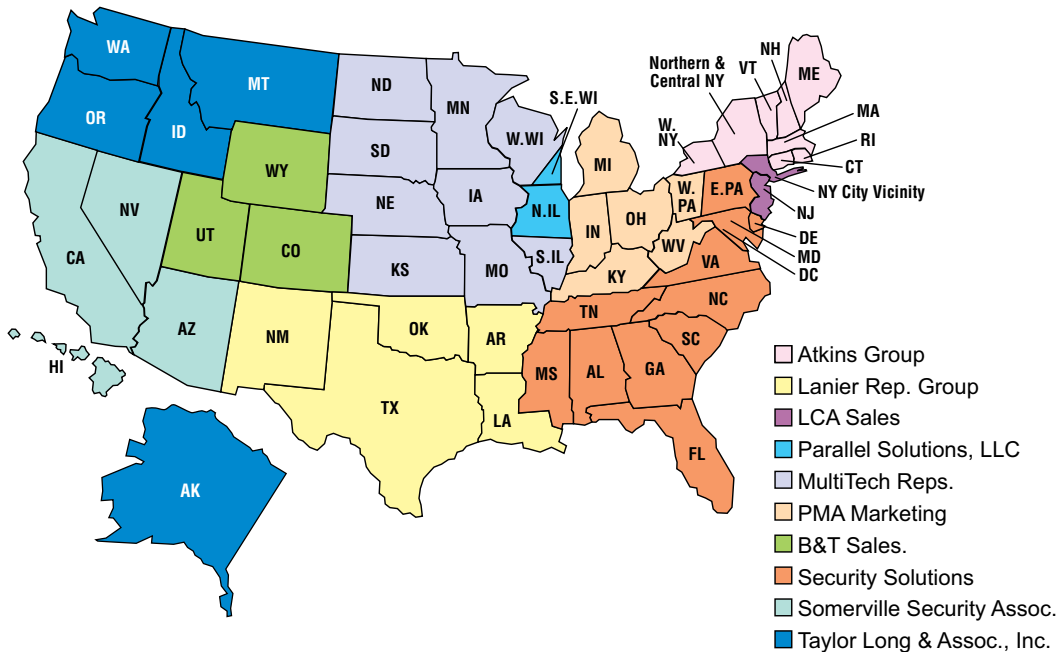 WA
MT
ND
MN
OR
ID
WY
SD
W.WI
S.E.WI
MI
Northern &
Central NY
VT
NH
ME
W.
NY
MA
RI
CT
NY City Vicinity
NJ
DE
MD
DC
NV
CA
UT
CO
NE
IA
N.IL
S.IL
IN
OH
W.
PA
E.PA
KS
MO
KY
WV
VA
AZ
NM
OK
AR
TN
NC
SC
HI
TX
LA
MS
AL
GA
FL
AK
Atkins Group
Lanier Rep. Group
LCA Sales
Parallel Solutions, LLC
MultiTech Reps.
PMA Marketing
B&T Sales.
Security Solutions
Somerville Security Assoc.
Taylor Long & Assoc., Inc.